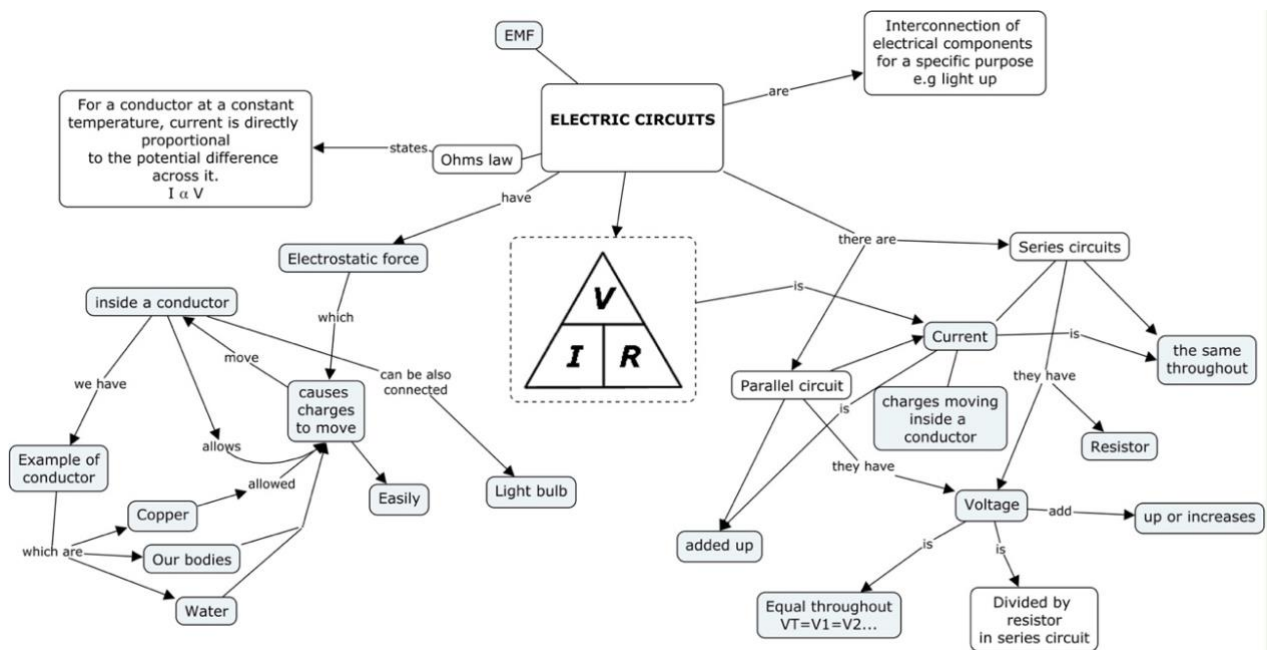 EMF
Interconnection of
electrical components
for a specific purpose
e.g light up
are
ELECTRIC CIRCUITS
For a conductor at a constant
temperature, current is directly
proportional
to the potential difference
across it.
I α V
states
Ohms law
have
there are
Series circuits
Electrostatic force
V
I R
is
inside a conductor
which
move
Current
is
the same
throughout
can be also
connected
we have
causes
charges
to move
Parallel circuit
they have
charges moving
inside a
conductor
is
Resistor
allows
Example of
conductor
allowed
they have
Easily
Light bulb
Copper
Voltage
add
up or increases
which are
Our bodies
added up
is
is
Water
Equal throughout
VT=V1=V2...
Divided by
resistor
in series circuit